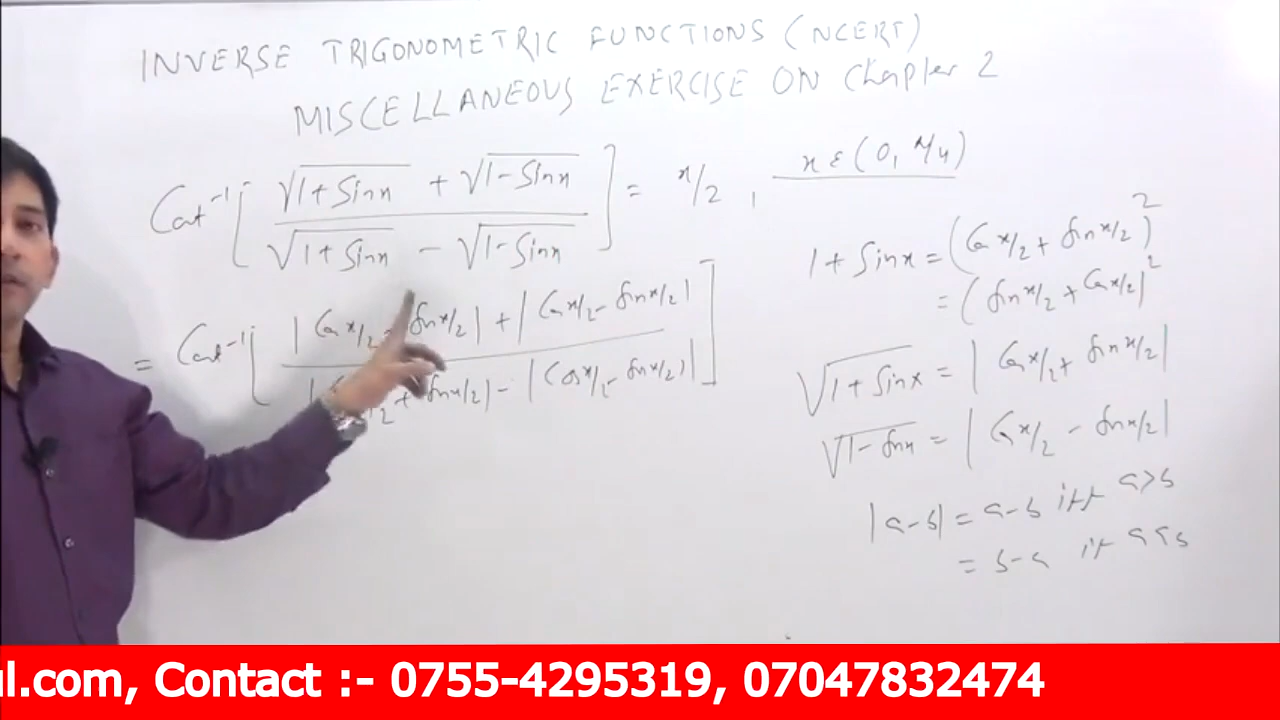 INVERSE TRIGONOMETRIC FUNCTIONS (NCERT)
MISCELLANEOUS EXERCISE ON Chapter 2
Cot⁻¹[(√(1+Sinx) + √(1-Sinx))/(√(1+Sinx) - √(1-Sinx))] = x/2, x ε (0, π/4)
1 + Sinx = (Cos x/2 + Sin x/2)²
= (Sin x/2 + Cos x/2)²
= Cot⁻¹[(|Cos x/2 Sin x/2| + |Cos x/2 - Sin x/2|)/(| x/2 + Sin x/2) - |Cos x/2 - Sin x/2)|]
√(1 + Sinx) = |Cos x/2 + Sin x/2|
√(1 - Sinx) = |Cos x/2 - Sin x/2|
|a-b| = a-b iff a>b
= b-a if a<b
ul.com, Contact :- 0755-4295319, 07047832474